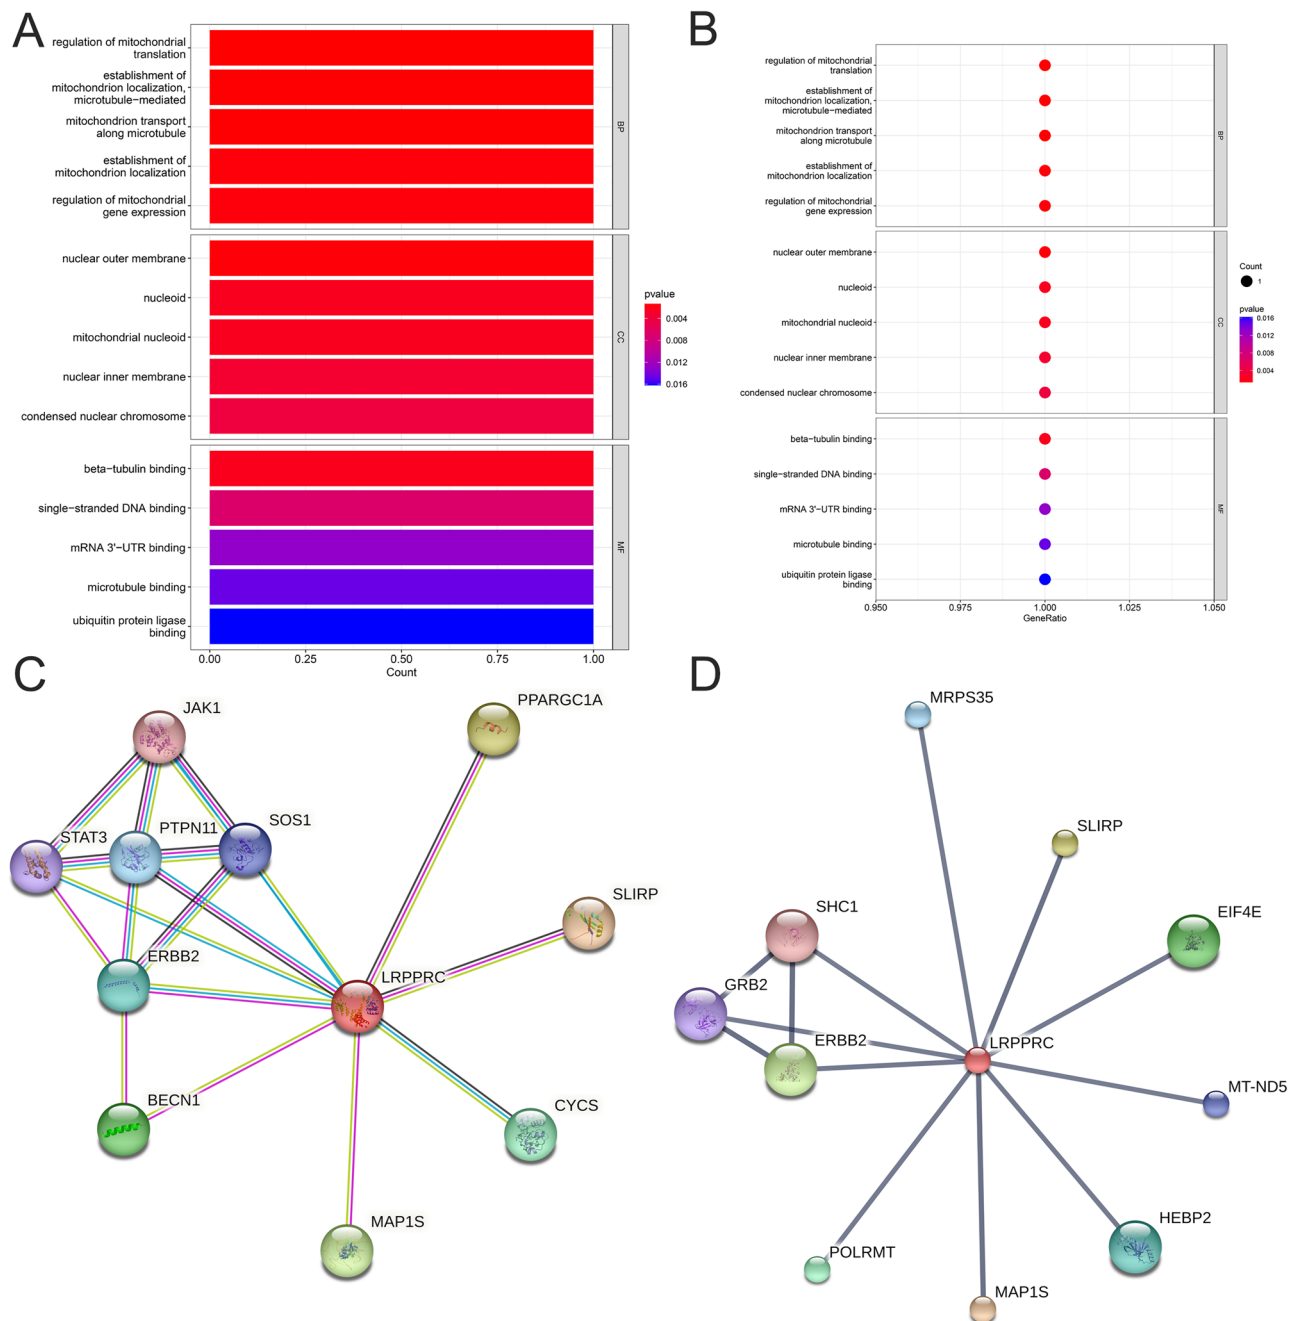 A
regulation of mitochondrial
translation
establishment of
mitochondrion localization,
microtubule−mediated
mitochondrion transport
along microtubule
establishment of
mitochondrion localization
regulation of mitochondrial
gene expression
BP
nuclear outer membrane
nucleoid
mitochondrial nucleoid
nuclear inner membrane
condensed nuclear chromosome
CC
beta−tubulin binding
single−stranded DNA binding
mRNA 3'−UTR binding
microtubule binding
ubiquitin protein ligase
binding
MF
0.00
0.25
0.50
0.75
1.00
Count
pvalue
0.004
0.008
0.012
0.016
B
regulation of mitochondrial
translation
establishment of
mitochondrion localization,
microtubule−mediated
mitochondrion transport
along microtubule
establishment of
mitochondrion localization
regulation of mitochondrial
gene expression
BP
nuclear outer membrane
nucleoid
mitochondrial nucleoid
nuclear inner membrane
condensed nuclear chromosome
CC
beta−tubulin binding
single−stranded DNA binding
mRNA 3'−UTR binding
microtubule binding
ubiquitin protein ligase
binding
MF
0.950
0.975
1.000
1.025
1.050
GeneRatio
Count
1
pvalue
0.016
0.012
0.008
0.004
C
JAK1
PPARGC1A
STAT3
PTPN11
SOS1
SLIRP
ERBB2
LRPPRC
BECN1
CYCS
MAP1S
D
MRPS35
SLIRP
SHC1
EIF4E
GRB2
ERBB2
LRPPRC
MT-ND5
HEBP2
POLRMT
MAP1S